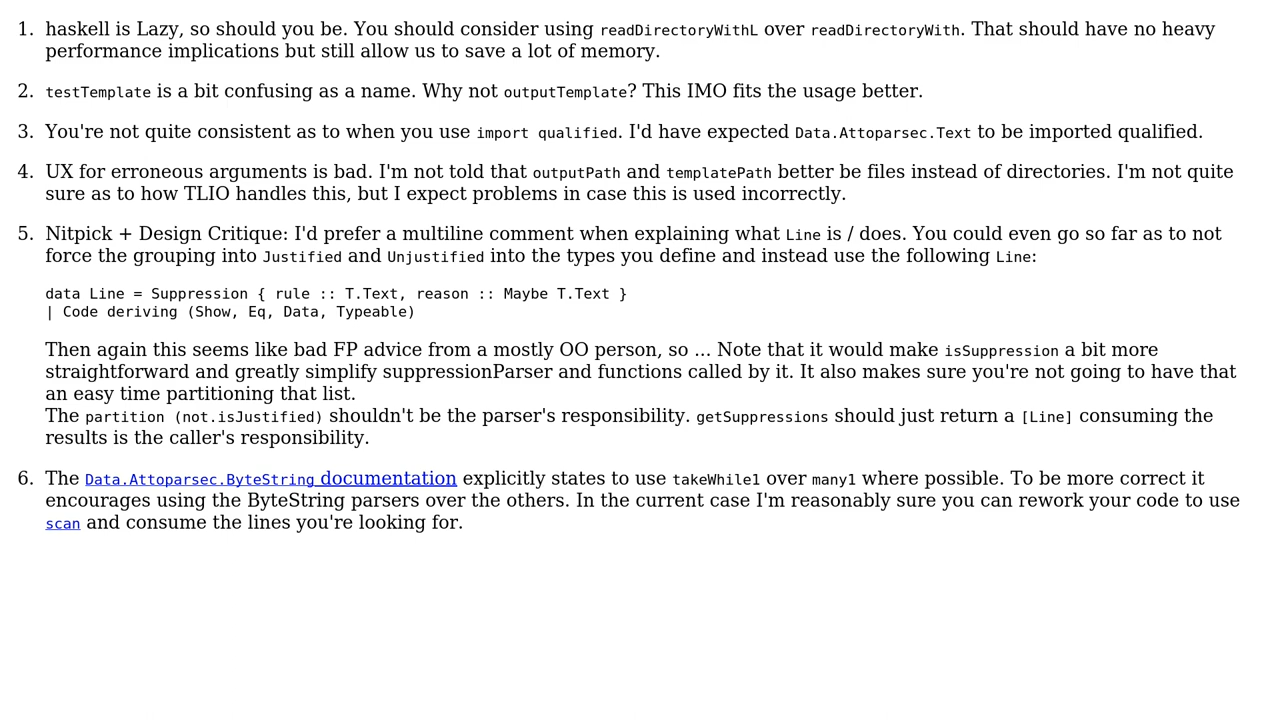 1. haskell is Lazy, so should you be. You should consider using readDirectoryWithL over readDirectoryWith. That should have no heavy
performance implications but still allow us to save a lot of memory.
2. testTemplate is a bit confusing as a name. Why not outputTemplate? This IMO fits the usage better.
3. You're not quite consistent as to when you use import qualified. I'd have expected Data.Attoparsec.Text to be imported qualified.
4. UX for erroneous arguments is bad. I'm not told that outputPath and templatePath better be files instead of directories. I'm not quite
sure as to how TLIO handles this, but I expect problems in case this is used incorrectly.
5. Nitpick + Design Critique: I'd prefer a multiline comment when explaining what Line is / does. You could even go so far as to not
force the grouping into Justified and Unjustified into the types you define and instead use the following Line:
data Line = Suppression { rule :: T.Text, reason :: Maybe T.Text }
| Code deriving (Show, Eq, Data, Typeable)
Then again this seems like bad FP advice from a mostly OO person, so ... Note that it would make isSuppression a bit more
straightforward and greatly simplify suppressionParser and functions called by it. It also makes sure you're not going to have that
an easy time partitioning that list.
The partition (not.isJustified) shouldn't be the parser's responsibility. getSuppressions should just return a [Line] consuming the
results is the caller's responsibility.
6. The Data.Attoparsec.ByteString documentation explicitly states to use takeWhile1 over many1 where possible. To be more correct it
encourages using the ByteString parsers over the others. In the current case I'm reasonably sure you can rework your code to use
scan and consume the lines you're looking for.